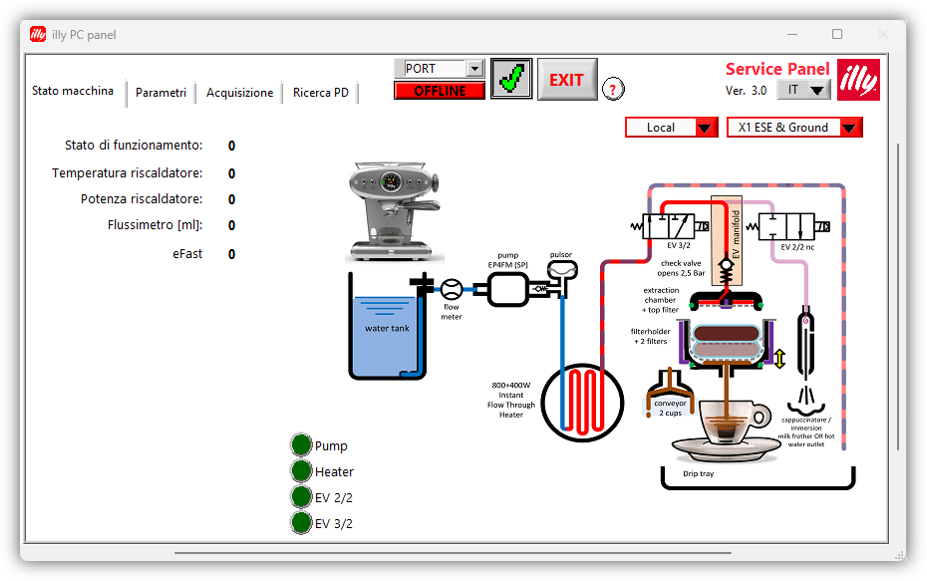 illy
illy PC panel
Stato macchina
Parametri
Acquisizione
Ricerca PD
PORT
OFFLINE
EXIT
?
Service Panel
Ver. 3.0
IT
illy
Local
X1 ESE & Ground
Stato di funzionamento: 0
Temperatura riscaldatore: 0
Potenza riscaldatore: 0
Flussimetro [ml]: 0
eFast 0
EV 3/2
EV manifold
EV 2/2 nc
check valve
opens 2,5 Bar
pump
EP4FM (SP)
pulsor
flow
meter
water tank
extraction
chamber
+ top filter
filterholder
+ 2 filters
800+400W
Instant
Flow Through
Heater
conveyor
2 cups
cappuccinatore /
immersion
milk frother OR hot
water outlet
Drip tray
Pump
Heater
EV 2/2
EV 3/2